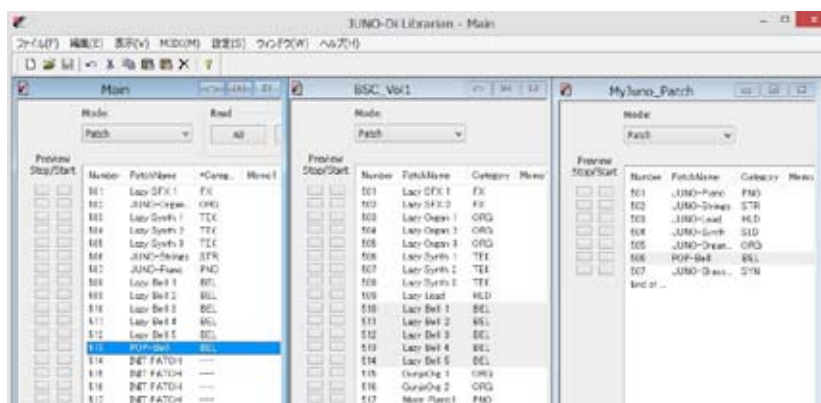 JUNO-Di Librarian - Main
ファイル(F) 編集(E) 表示(V) MIDI(M) 設定(S) ウィンドウ(W) ヘルプ(H)
Main
Mode: Read
Patch All
Preview
Stop/Start Number PatchName Categ... Memo1
501 Lazy SFX 1 FX
502 JUNO-Organ.. ORG
503 Lazy Synth 1 TEK
504 Lazy Synth TEK
505 Lazy Synth 3 TEK
506 JUNO-Strings STR
507 JUNO-Piano PNO
508 Lazy Bell 1 BEL
509 Lazy Bell 2 BEL
510 Lazy Bell 3 BEL
511 Lazy Bell 4 BEL
512 Lazy Bell 5 BEL
513 POP-Bell BEL
514 INIT PATCH ----
515 INIT PATCH ----
516 INIT PATCH ----
517 INIT PATCH ----
BSC_Vol1
Mode:
Patch
Preview
Stop/Start Number PatchName Category Memo
501 Lazy SFX 1 FX
502 Lazy SFX 2 FX
503 Lazy Organ 1 ORG
504 Lazy Organ ORG
505 Lazy Organ 3 ORG
506 Lazy Synth 1 TEK
507 Lazy Synth 2 TEK
508 Lazy Synth 3 TEK
509 Lazy Lead HLD
510 Lazy Bell 1 BEL
511 Lazy Bell 2 BEL
512 Lazy Bell 3 BEL
513 Lazy Bell 4 BEL
514 Lazy Bell 5 BEL
515 1 ORG
516 2 ORG
517 Piano1 PNO
MyJuno_Patch
Mode:
Patch
Preview
Stop/Start Number PatchName Category Memo
501 JUNO-Piano PNO
502 JUNO-Strings STR
503 JUNO-Lead HLD
504 JUNO-Synth
505 JUNO-Organ.. ORG
506 POP-Bell BEL
507 JUNO-Brass.. SYN
End of ...